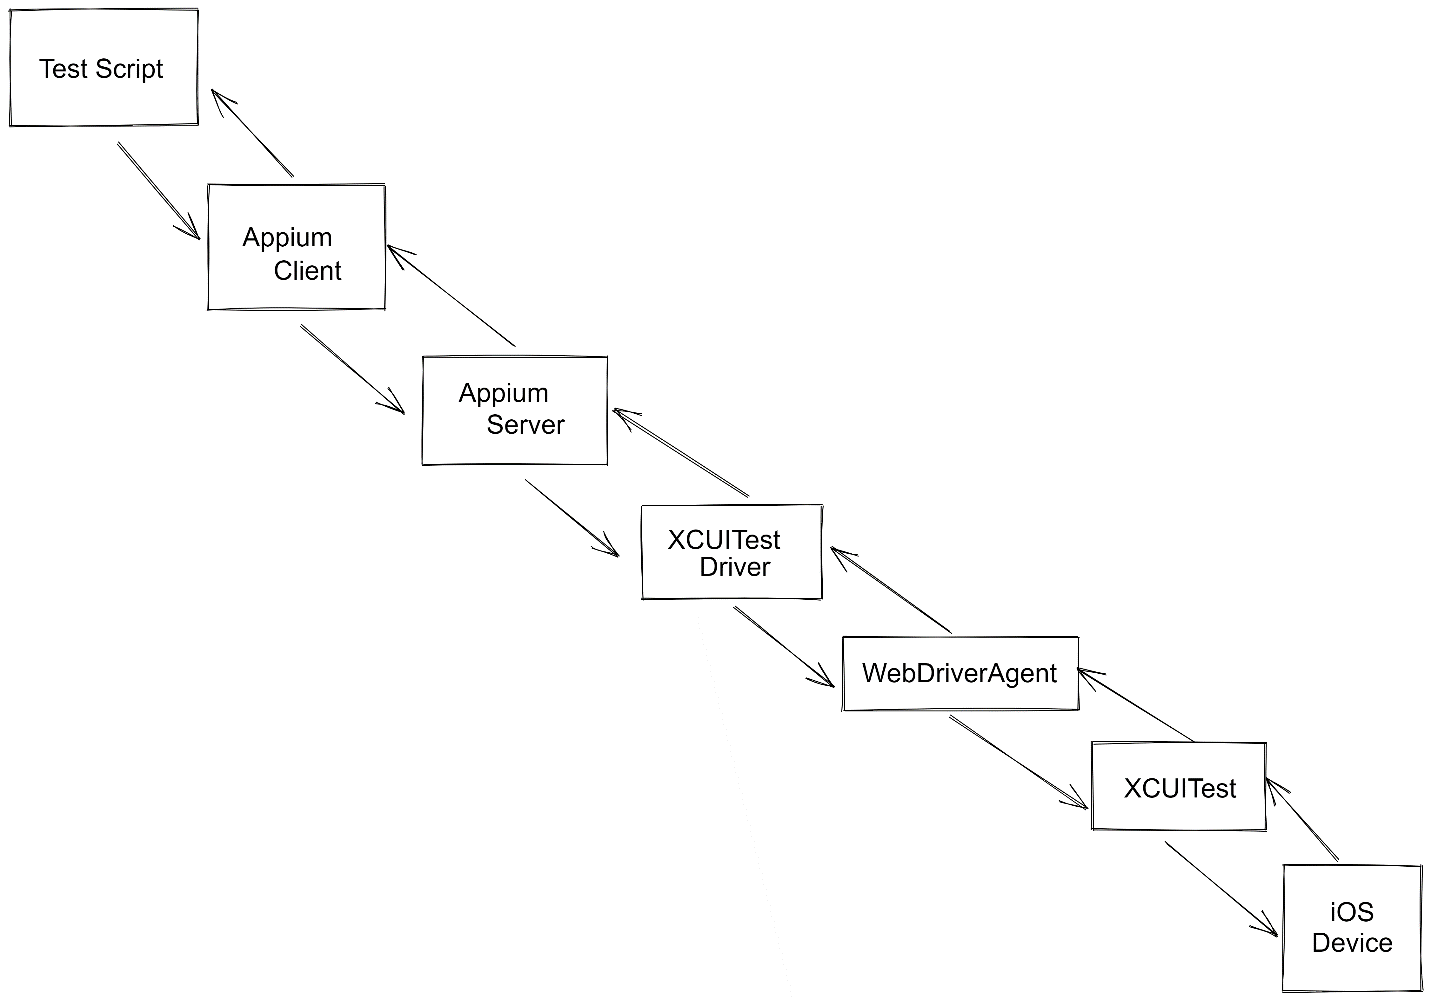 Test Script
Appium
Client
Appium
Server
XCUITest
Driver
WebDriverAgent
XCUITest
iOS
Device